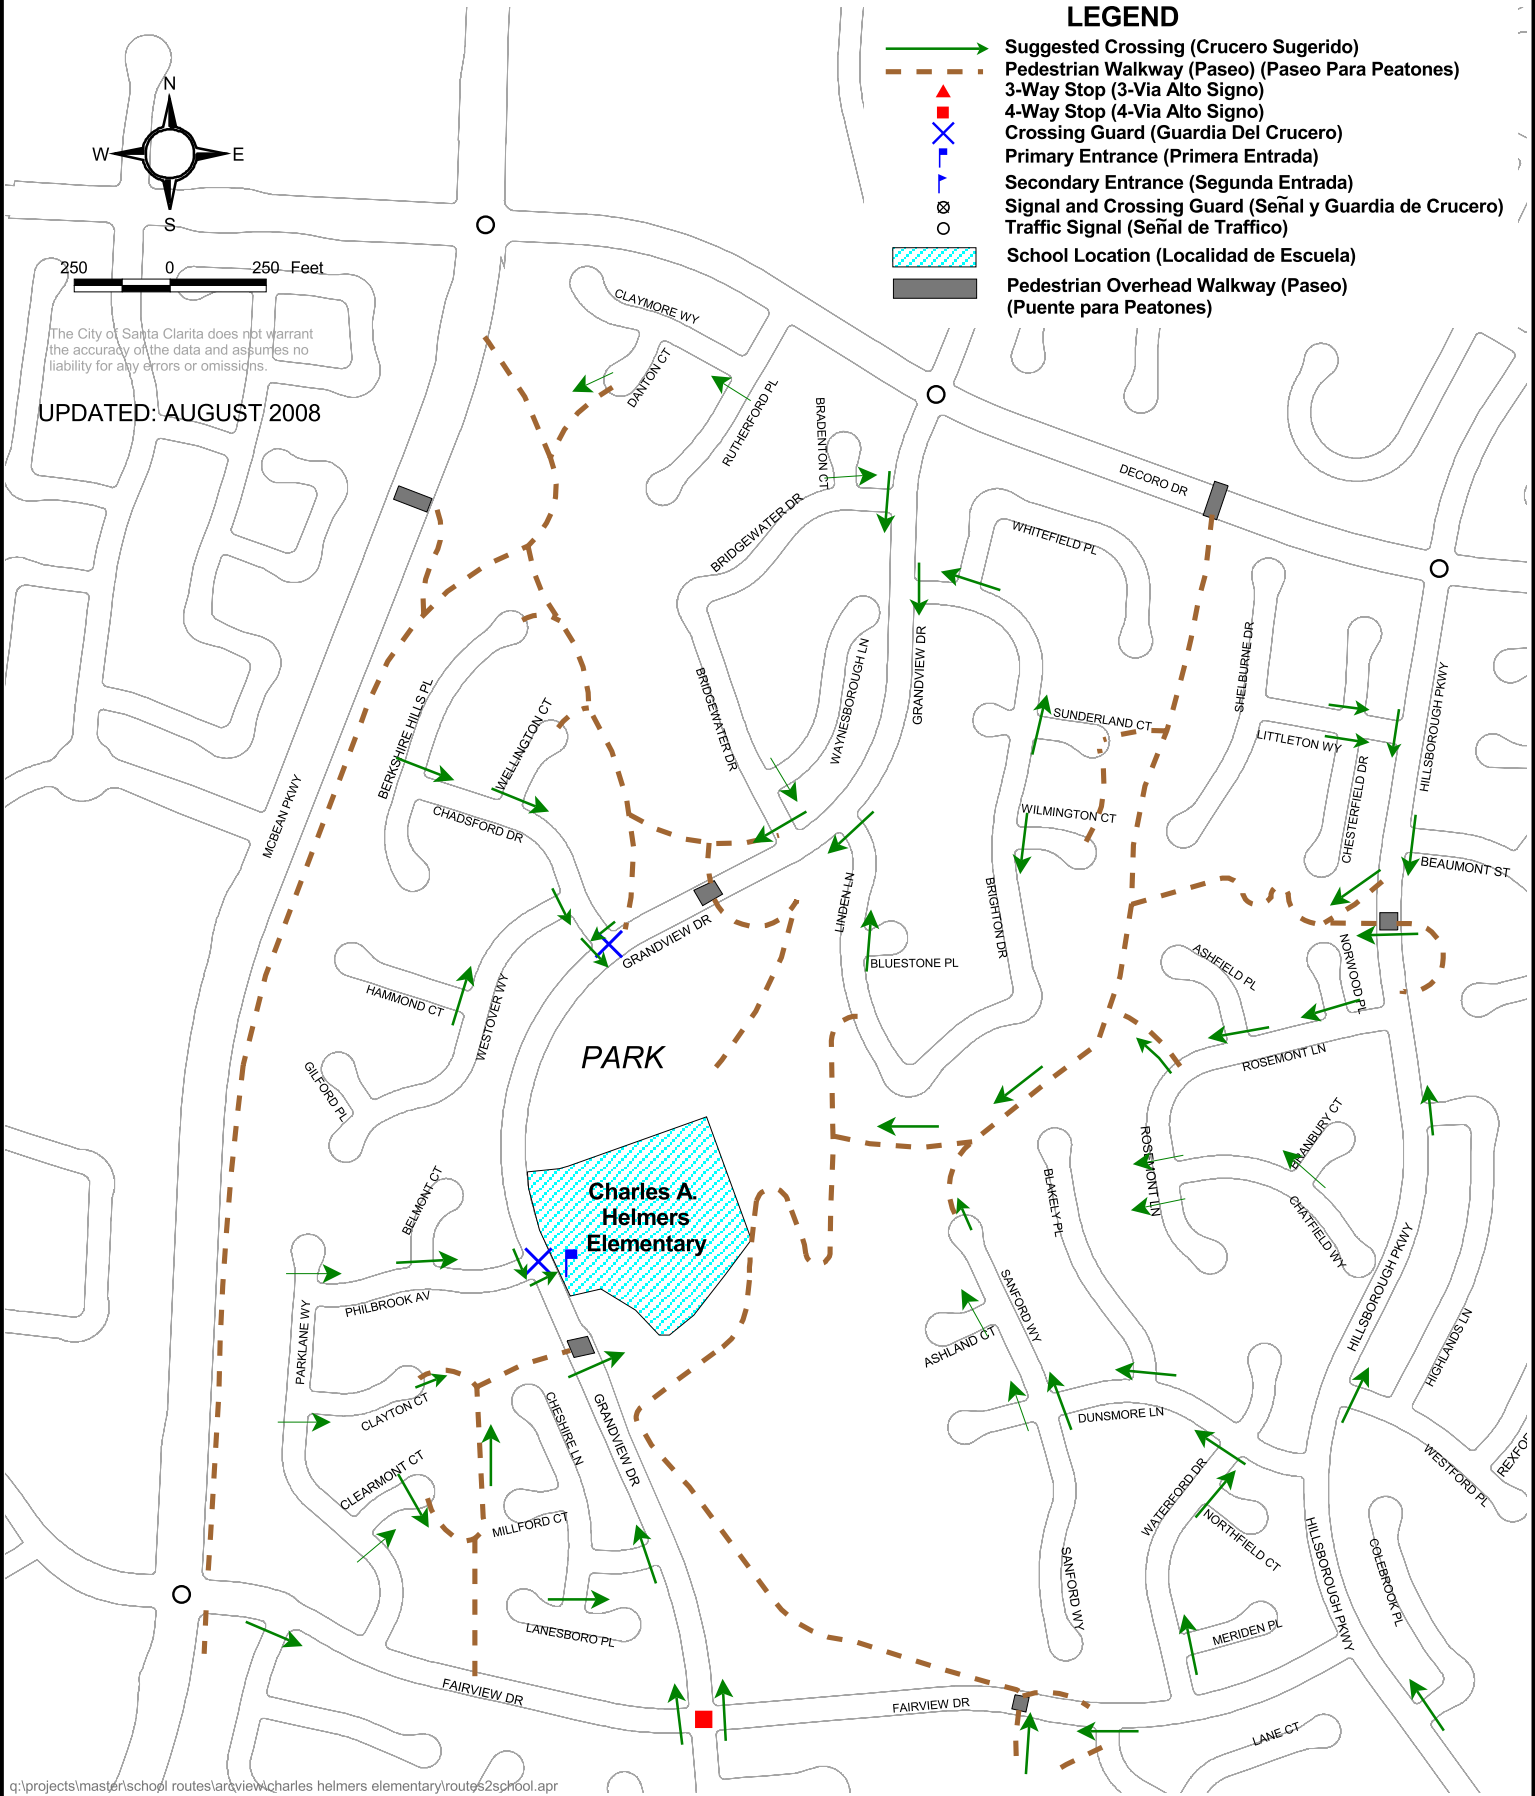 LEGEND
Suggested Crossing (Crucero Sugerido)
Pedestrian Walkway (Paseo) (Paseo Para Peatones)
3-Way Stop (3-Via Alto Signo)
4-Way Stop (4-Via Alto Signo)
Crossing Guard (Guardia Del Crucero)
Primary Entrance (Primera Entrada)
Secondary Entrance (Segunda Entrada)
Signal and Crossing Guard (Señal y Guardia de Crucero)
Traffic Signal (Señal de Traffico)
School Location (Localidad de Escuela)
Pedestrian Overhead Walkway (Paseo)
(Puente para Peatones)
N
W
E
S
250 0 250 Feet
The City of Santa Clarita does not warrant
the accuracy of the data and assumes no
liability for any errors or omissions.
UPDATED: AUGUST 2008
CLAYMORE WY
DANTON CT
RUTHERFORD PL
BRADENTON CT
BRIDGEWATER DR
DECORO DR
WHITEFIELD PL
BRIDGEWATER DR
WAYNESBOROUGH LN
GRANDVIEW DR
SHELBURNE DR
HILLSBOROUGH PKWY
SUNDERLAND CT
LITTLETON WY
CHESTERFIELD DR
BERKSHIRE HILLS PL
WELLINGTON CT
MCBEAN PKWY
CHADSFORD DR
WILMINGTON CT
BEAUMONT ST
LINDEN LN
BRIGHTON DR
GRANDVIEW DR
BLUESTONE PL
ASHFIELD PL
NORWOOD PL
HAMMOND CT
WESTOVER WY
ROSEMONT LN
PARK
GILFORD PL
BRANBURY CT
ROSEMONT LN
BLAKELY PL
CHATFIELD WY
BELMONT CT
Charles A.
Helmers
Elementary
HILLSBOROUGH PKWY
PHILBROOK AV
PARKLANE WY
SANFORD WY
ASHLAND CT
HIGHLANDS LN
CLAYTON CT
CHESHIRE LN
GRANDVIEW DR
DUNSMORE LN
CLEARMONT CT
WESTFORD PL
REXFO
WATERFORD DR
MILLFORD CT
NORTHFIELD CT
HILLSBOROUGH PKWY
COLEBROOK PL
SANFORD WY
LANESBORO PL
MERIDEN PL
FAIRVIEW DR
FAIRVIEW DR
LANE CT
q:\projects\master\school routes\arcview\charles helmers elementary\routes2school.apr